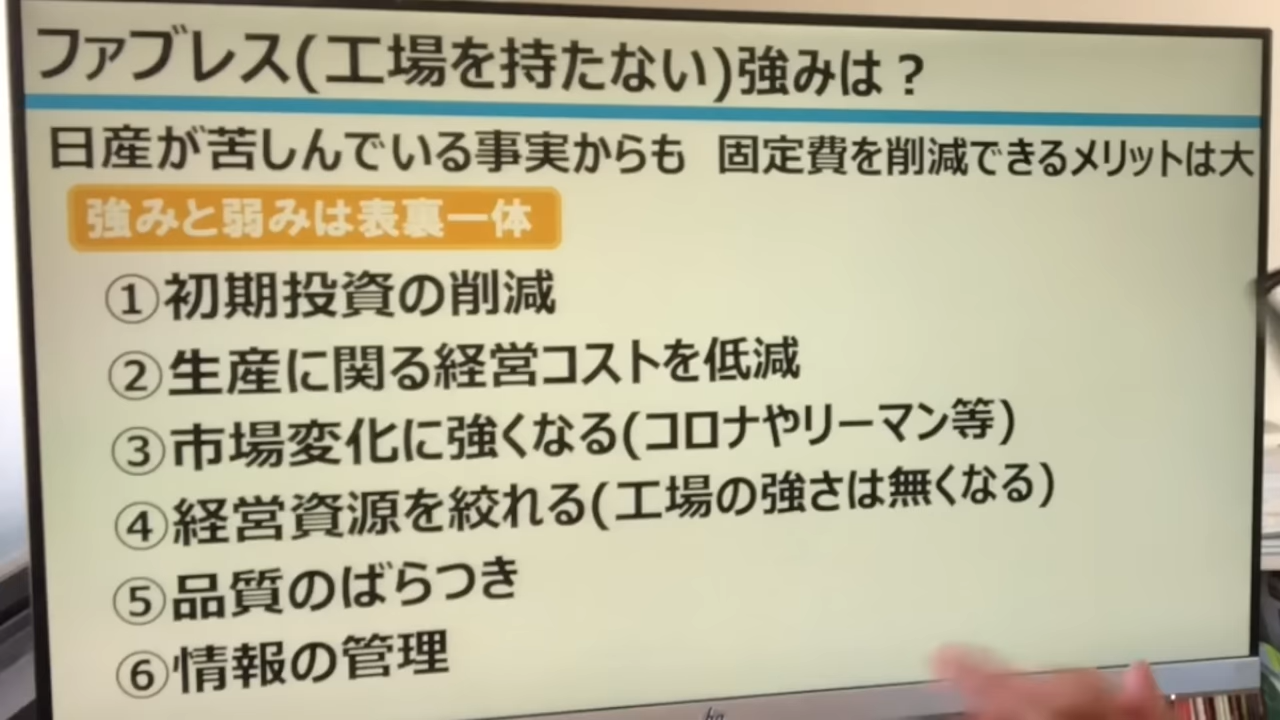 ファブレス(工場を持たない)強みは？
日産が苦しんでいる事実からも 固定費を削減できるメリットは大
強みと弱みは表裏一体
①初期投資の削減
②生産に関る経営コストを低減
③市場変化に強くなる(コロナやリーマン等)
④経営資源を絞れる(工場の強さは無くなる)
⑤品質のばらつき
⑥情報の管理
hp